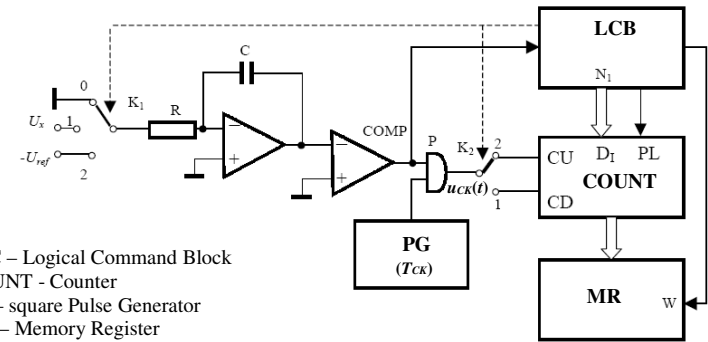 LCB
N1
C
0
K1
Ux
1
R
-Uref
2
−
+
−
+
COMP
P
K2
2
uCK(t)
1
CU
DI
PL
COUNT
CD
PG
(TCK)
MR
W
– Logical Command Block
UNT - Counter
– square Pulse Generator
– Memory Register